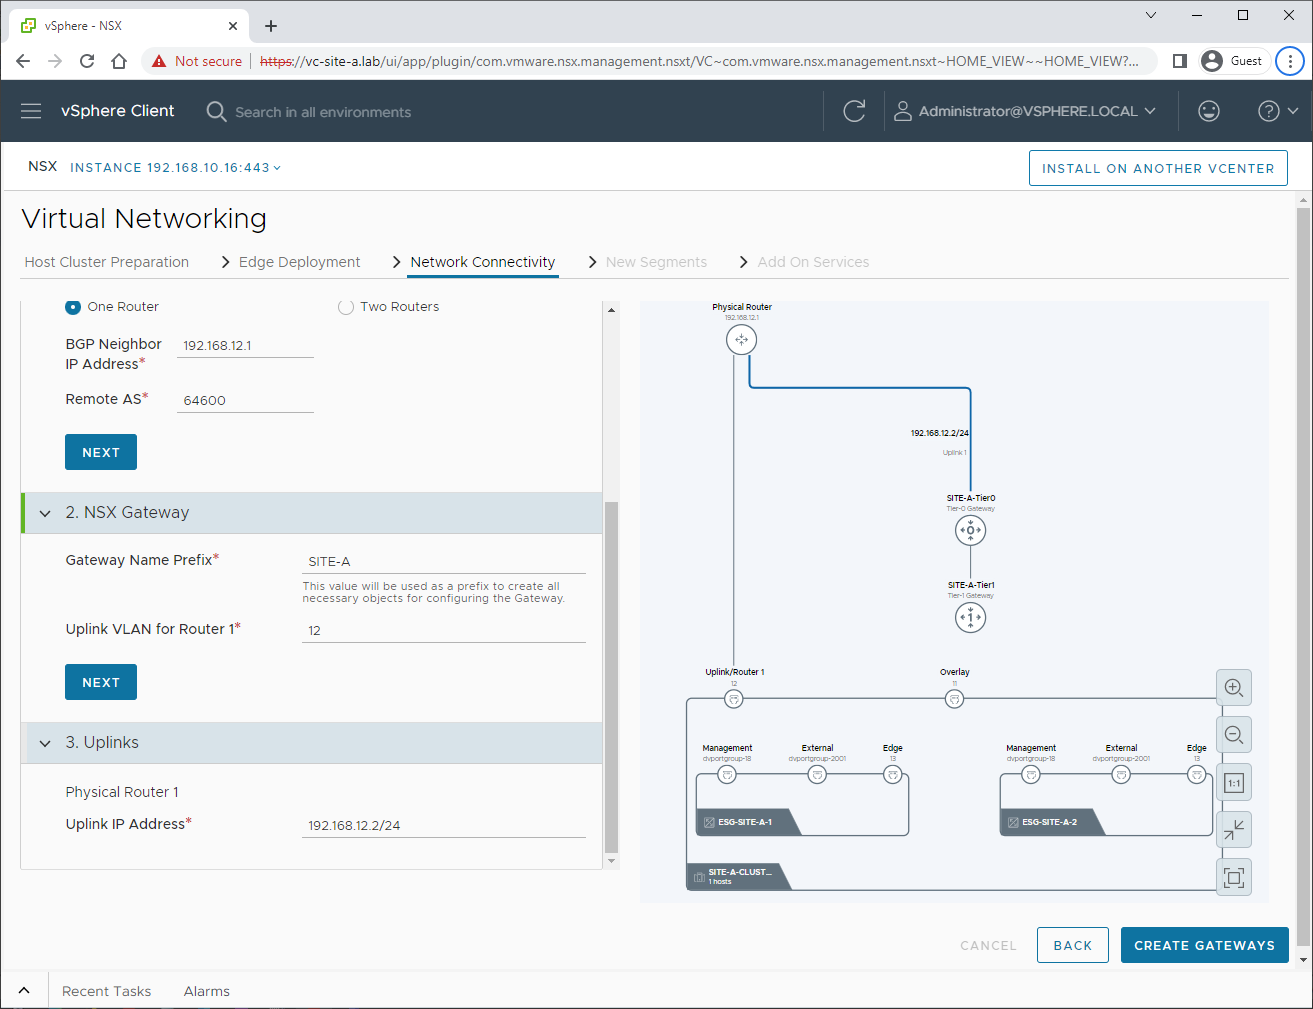 vSphere - NSX
Not secure
https://vc-site-a.lab/ui/app/plugin/com.vmware.nsx.management.nsxt/VC~com.vmware.nsx.management.nsxt~HOME_VIEW~~HOME_VIEW?...
Guest
vSphere Client
Search in all environments
Administrator@VSPHERE.LOCAL
NSX INSTANCE 192.168.10.16:443
INSTALL ON ANOTHER VCENTER
Virtual Networking
Host Cluster Preparation
Edge Deployment
Network Connectivity
New Segments
Add On Services
One Router
Two Routers
BGP Neighbor
IP Address*
192.168.12.1
Remote AS*
64600
NEXT
2. NSX Gateway
Gateway Name Prefix*
SITE-A
This value will be used as a prefix to create all
necessary objects for configuring the Gateway.
Uplink VLAN for Router 1*
12
NEXT
3. Uplinks
Physical Router 1
Uplink IP Address*
192.168.12.2/24
Physical Router
192.168.12.1
192.168.12.2/24
Uplink 1
SITE-A-Tier0
Tier-0 Gateway
0
SITE-A-Tier1
Tier-1 Gateway
1
Uplink/Router 1
12
Overlay
11
Management
dvportgroup-18
External
dvportgroup-2001
Edge
13
ESG-SITE-A-1
Management
dvportgroup-18
External
dvportgroup-2001
Edge
13
ESG-SITE-A-2
SITE-A-CLUST...
1 hosts
1:1
CANCEL
BACK
CREATE GATEWAYS
Recent Tasks
Alarms